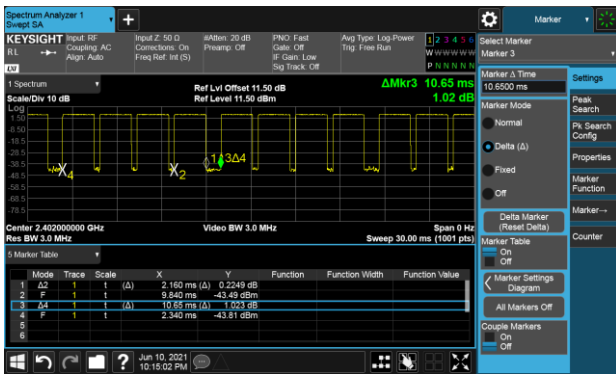 Spectrum Analyzer 1
Swept SA
+
Marker
KEYSIGHT Input: RF Input Z: 50 Ω #Atten: 20 dB PNO: Fast Avg Type: Log-Power 1 2 3 4 5 6
RL Coupling: AC Corrections: On Preamp: Off Gate: Off Trig: Free Run W W W W W W
Align: Auto Freq Ref: Int (S) IF Gain: Low
Sig Track: Off P N N N N N
LXI
Select Marker
Marker 3
1 Spectrum
Ref Lvl Offset 11.50 dB ΔMkr3 10.65 ms
Scale/Div 10 dB Ref Level 11.50 dBm 1.02 dB
Log
1.50
-8.50
-18.5
-28.5
-38.5
-48.5
-58.5
-68.5
-78.5
X4 X2 1Δ3Δ4
Center 2.402000000 GHz Video BW 3.0 MHz Span 0 Hz
Res BW 3.0 MHz Sweep 30.00 ms (1001 pts)
5 Marker Table
Mode Trace Scale X Y Function Function Width Function Value
1 Δ2 1 t (Δ) 2.160 ms (Δ) 0.2249 dB
2 F 1 t 9.840 ms -43.49 dBm
3 Δ4 1 t (Δ) 10.65 ms (Δ) 1.023 dB
4 F 1 t 2.340 ms -43.81 dBm
5
6
Marker Δ Time
10.6500 ms
Marker Mode
Normal
Delta (Δ)
Fixed
Off
Delta Marker
(Reset Delta)
Marker Table
On
Off
Marker Settings
Diagram
All Markers Off
Couple Markers
On
Off
Settings
Peak
Search
Pk Search
Config
Properties
Marker
Function
Marker→
Counter
?
Jun 10, 2021
10:15:02 PM